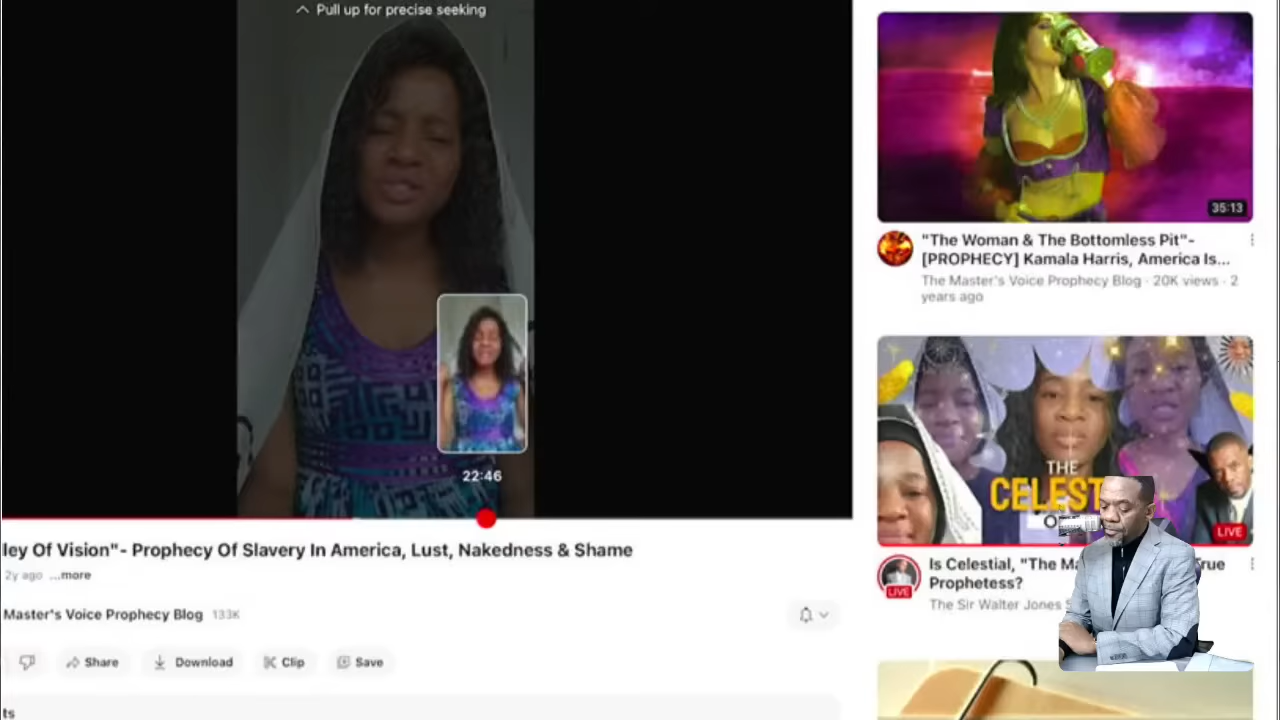 Pull up for precise seeking
22:46
ley Of Vision"- Prophecy Of Slavery In America, Lust, Nakedness & Shame
2y ago ...more
Master's Voice Prophecy Blog 133K
Share Download Clip Save
ts
35:13
"The Woman & The Bottomless Pit"-
[PROPHECY] Kamala Harris, America Is...
The Master's Voice Prophecy Blog · 20K views · 2
years ago
THE
CELEST
LIVE
LIVE
Is Celestial, "The Ma rue
Prophetess?
The Sir Walter Jones S